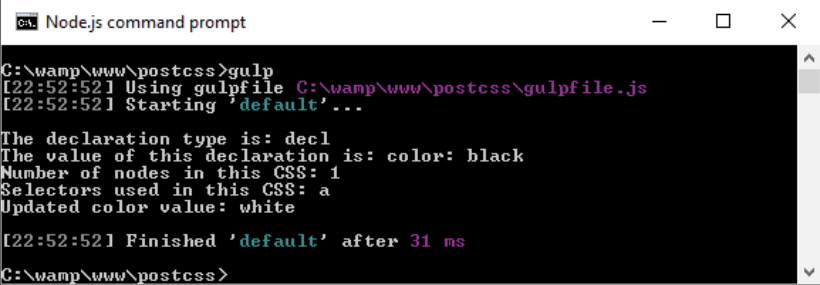 Node.js command prompt
C:\wamp\www\postcss>gulp
[22:52:52] Using gulpfile C:\wamp\www\postcss\gulpfile.js
[22:52:52] Starting 'default'...
The declaration type is: decl
The value of this declaration is: color: black
Number of nodes in this CSS: 1
Selectors used in this CSS: a
Updated color value: white
[22:52:52] Finished 'default' after 31 ms
C:\wamp\www\postcss>